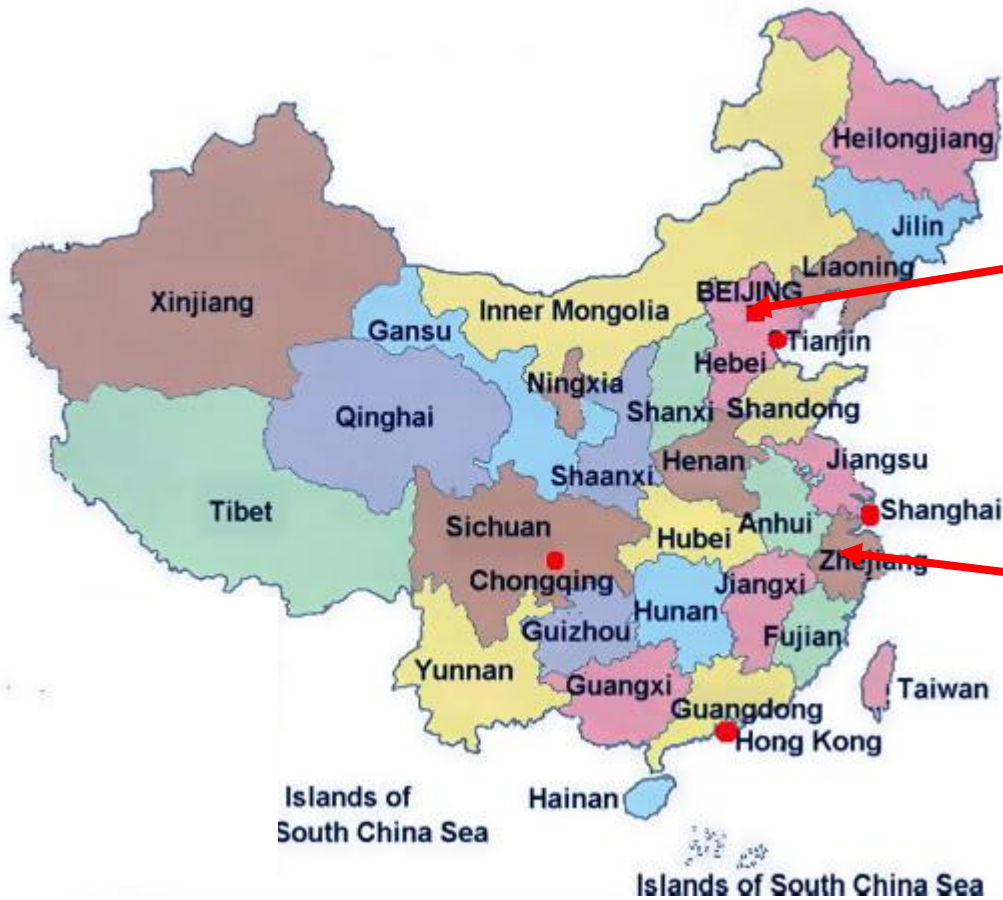 Heilongjiang
Jilin
Liaoning
BEIJING
Xinjiang
Inner Mongolia
Gansu
Tianjin
Hebei
Ningxia
Qinghai
Shanxi
Shandong
Henan
Jiangsu
Shaanxi
Tibet
Shanghai
Sichuan
Anhui
Hubei
Zhejiang
Chongqing
Jiangxi
Hunan
Guizhou
Fujian
Yunnan
Guangxi
Taiwan
Guangdong
Hong Kong
Hainan
Islands of
South China Sea
Islands of South China Sea